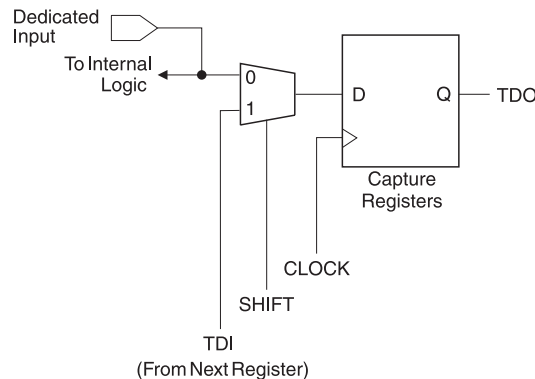 Dedicated
Input
To Internal
Logic
0
1
D
Q
TDO
Capture
Registers
CLOCK
SHIFT
TDI
(From Next Register)